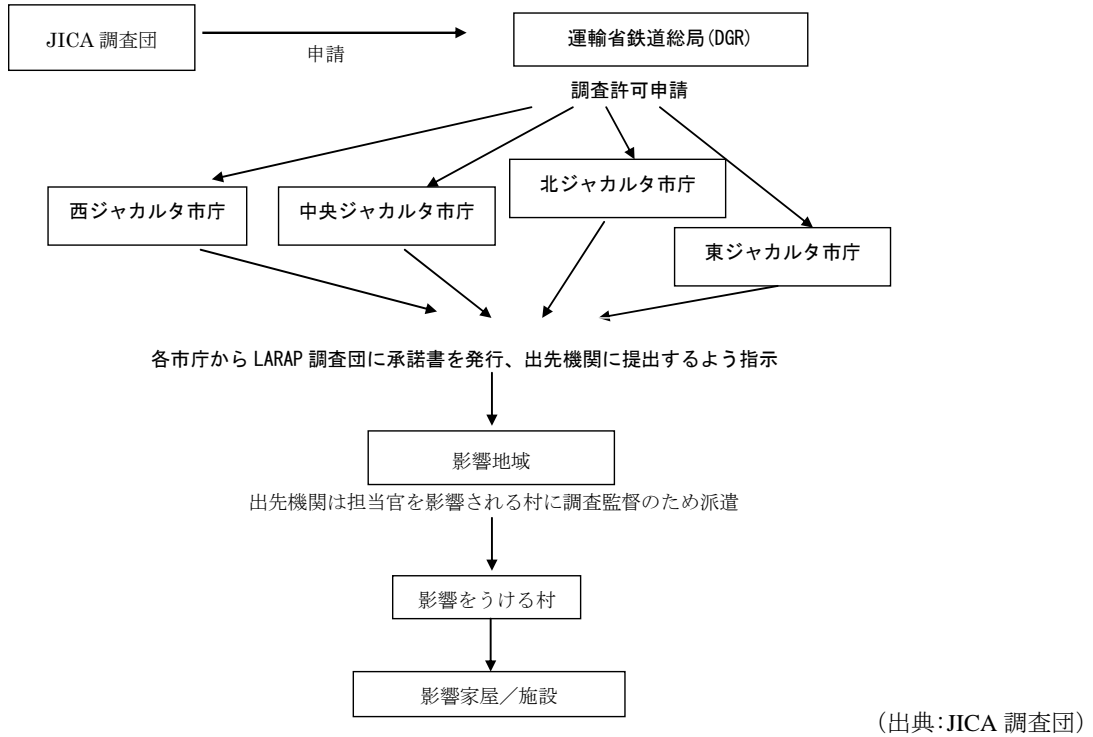 JICA 調査団
申請
運輸省鉄道総局(DGR)
調査許可申請
西ジャカルタ市庁
中央ジャカルタ市庁
北ジャカルタ市庁
東ジャカルタ市庁
各市庁から LARAP 調査団に承諾書を発行、出先機関に提出するよう指示
影響地域
出先機関は担当官を影響される村に調査監督のため派遣
影響をうける村
影響家屋／施設
（出典：JICA 調査団）